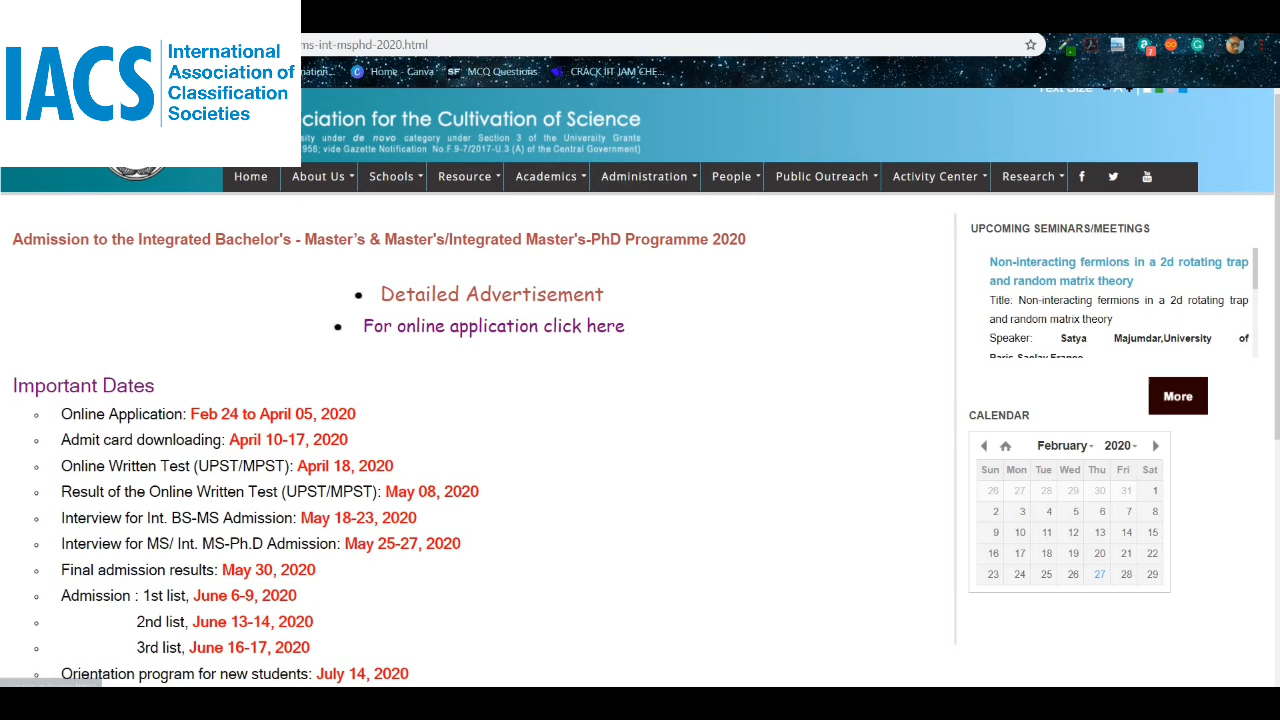 IACS
International
Association of
Classification
Societies
ms-int-msphd-2020.html
Home - Canva
SF MCQ Questions
CRACK IIT JAM CHE...
Text Size
ciation for the Cultivation of Science
sity under de novo category under Section 3 of the University Grants
956; vide Gazette Notification No.F.9-7/2017-U.3 (A) of the Central Government)
Home About Us Schools Resource Academics Administration People Public Outreach Activity Center Research
Admission to the Integrated Bachelor's - Master's & Master's/Integrated Master's-PhD Programme 2020
Detailed Advertisement
For online application click here
Important Dates
Online Application: Feb 24 to April 05, 2020
Admit card downloading: April 10-17, 2020
Online Written Test (UPST/MPST): April 18, 2020
Result of the Online Written Test (UPST/MPST): May 08, 2020
Interview for Int. BS-MS Admission: May 18-23, 2020
Interview for MS/ Int. MS-Ph.D Admission: May 25-27, 2020
Final admission results: May 30, 2020
Admission : 1st list, June 6-9, 2020
2nd list, June 13-14, 2020
3rd list, June 16-17, 2020
Orientation program for new students: July 14, 2020
UPCOMING SEMINARS/MEETINGS
Non-interacting fermions in a 2d rotating trap
and random matrix theory
Title: Non-interacting fermions in a 2d rotating trap
and random matrix theory
Speaker: Satya Majumdar,University of
Paris-Saclay,France
More
CALENDAR
February 2020
Sun Mon Tue Wed Thu Fri Sat
26 27 28 29 30 31 1
2 3 4 5 6 7 8
9 10 11 12 13 14 15
16 17 18 19 20 21 22
23 24 25 26 27 28 29